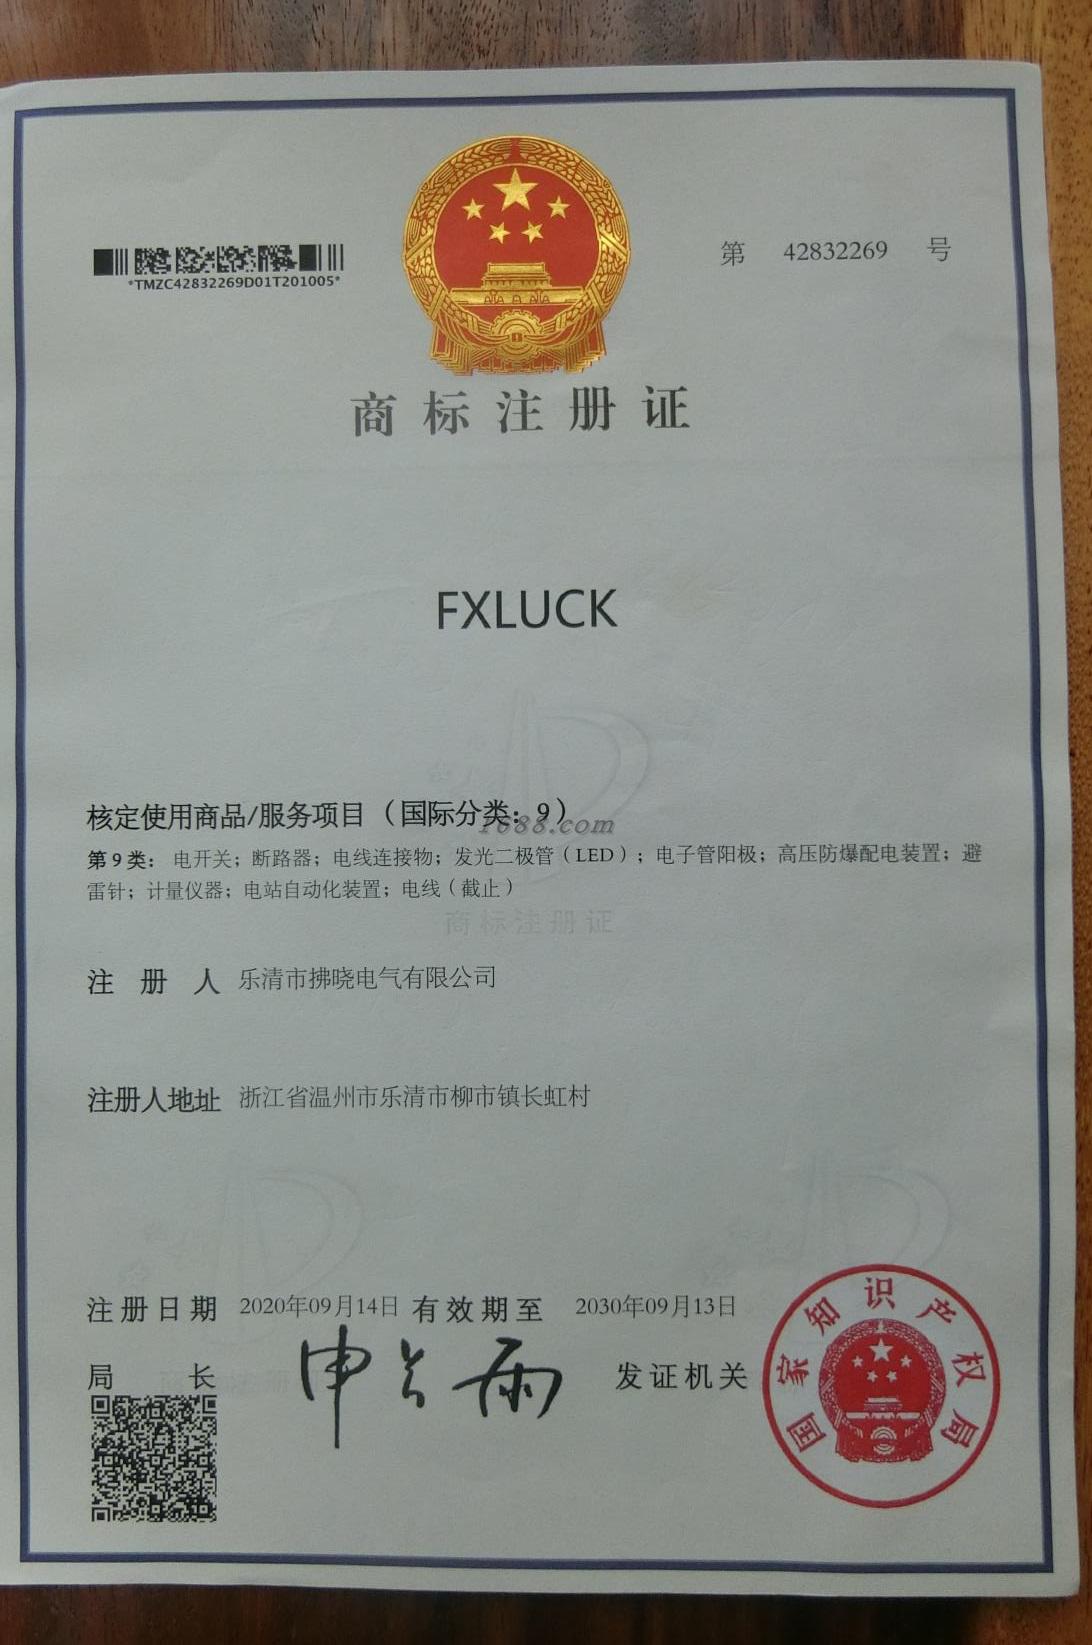 第 42832269 号
*TMZC42832269D01T201005*
商标注册证
FXLUCK
核定使用商品/服务项目（国际分类：9）
1688.com
第9类：电开关；断路器；电线连接物；发光二极管（LED）；电子管阳极；高压防爆配电装置；避
雷针；计量仪器；电站自动化装置；电线（截止）
商标注册证
注册人 乐清市拂晓电气有限公司
注册人地址 浙江省温州市乐清市柳市镇长虹村
注册日期 2020年09月14日 有效期至 2030年09月13日
局长 申长雨 发证机关
国家知识产权局